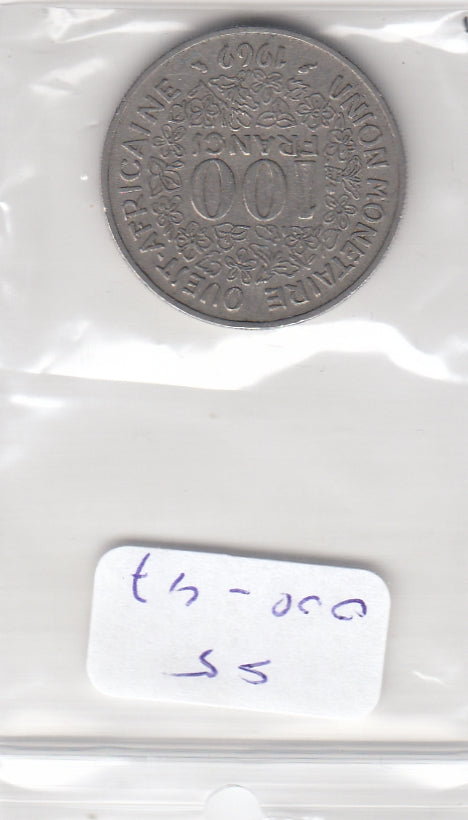 UNION MONETAIRE OUEST-AFRICAINE
1969
100
FRANCS